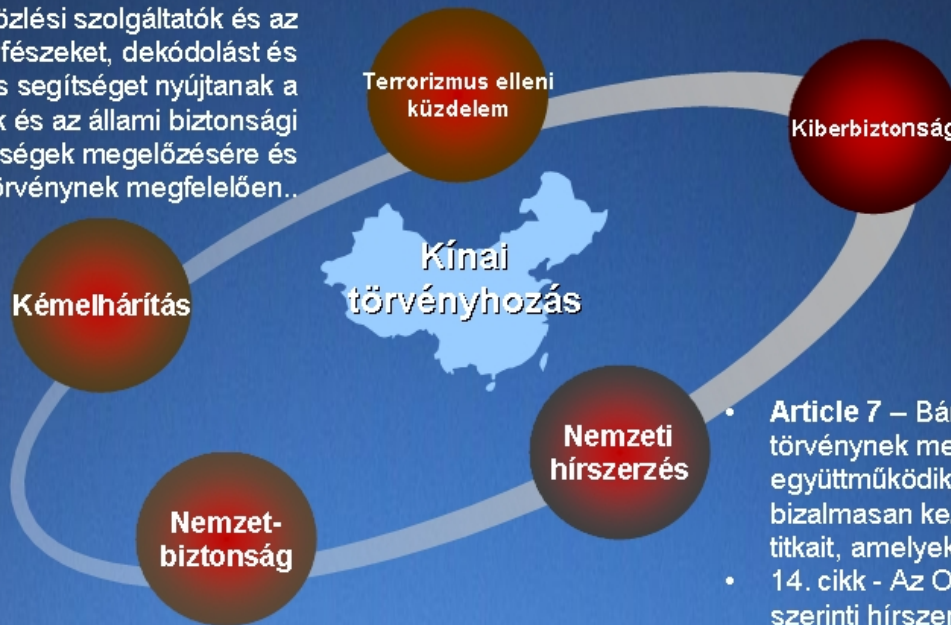 özlési szolgáltatók és az
fészeket, dekódolást és
s segítséget nyújtanak a
k és az állami biztonsági
ségek megelőzésére és
örvénynek megfelelően..
Terrorizmus elleni
küzdelem
Kiberbiztonság
Kínai
törvényhozás
Kémelhárítás
Nemzeti
hírszerzés
Nemzet-
biztonság
• Article 7 – Bá
törvénynek me
együttműködik
bizalmasan ke
titkait, amelyek
• 14. cikk - Az O
szerinti hírszer